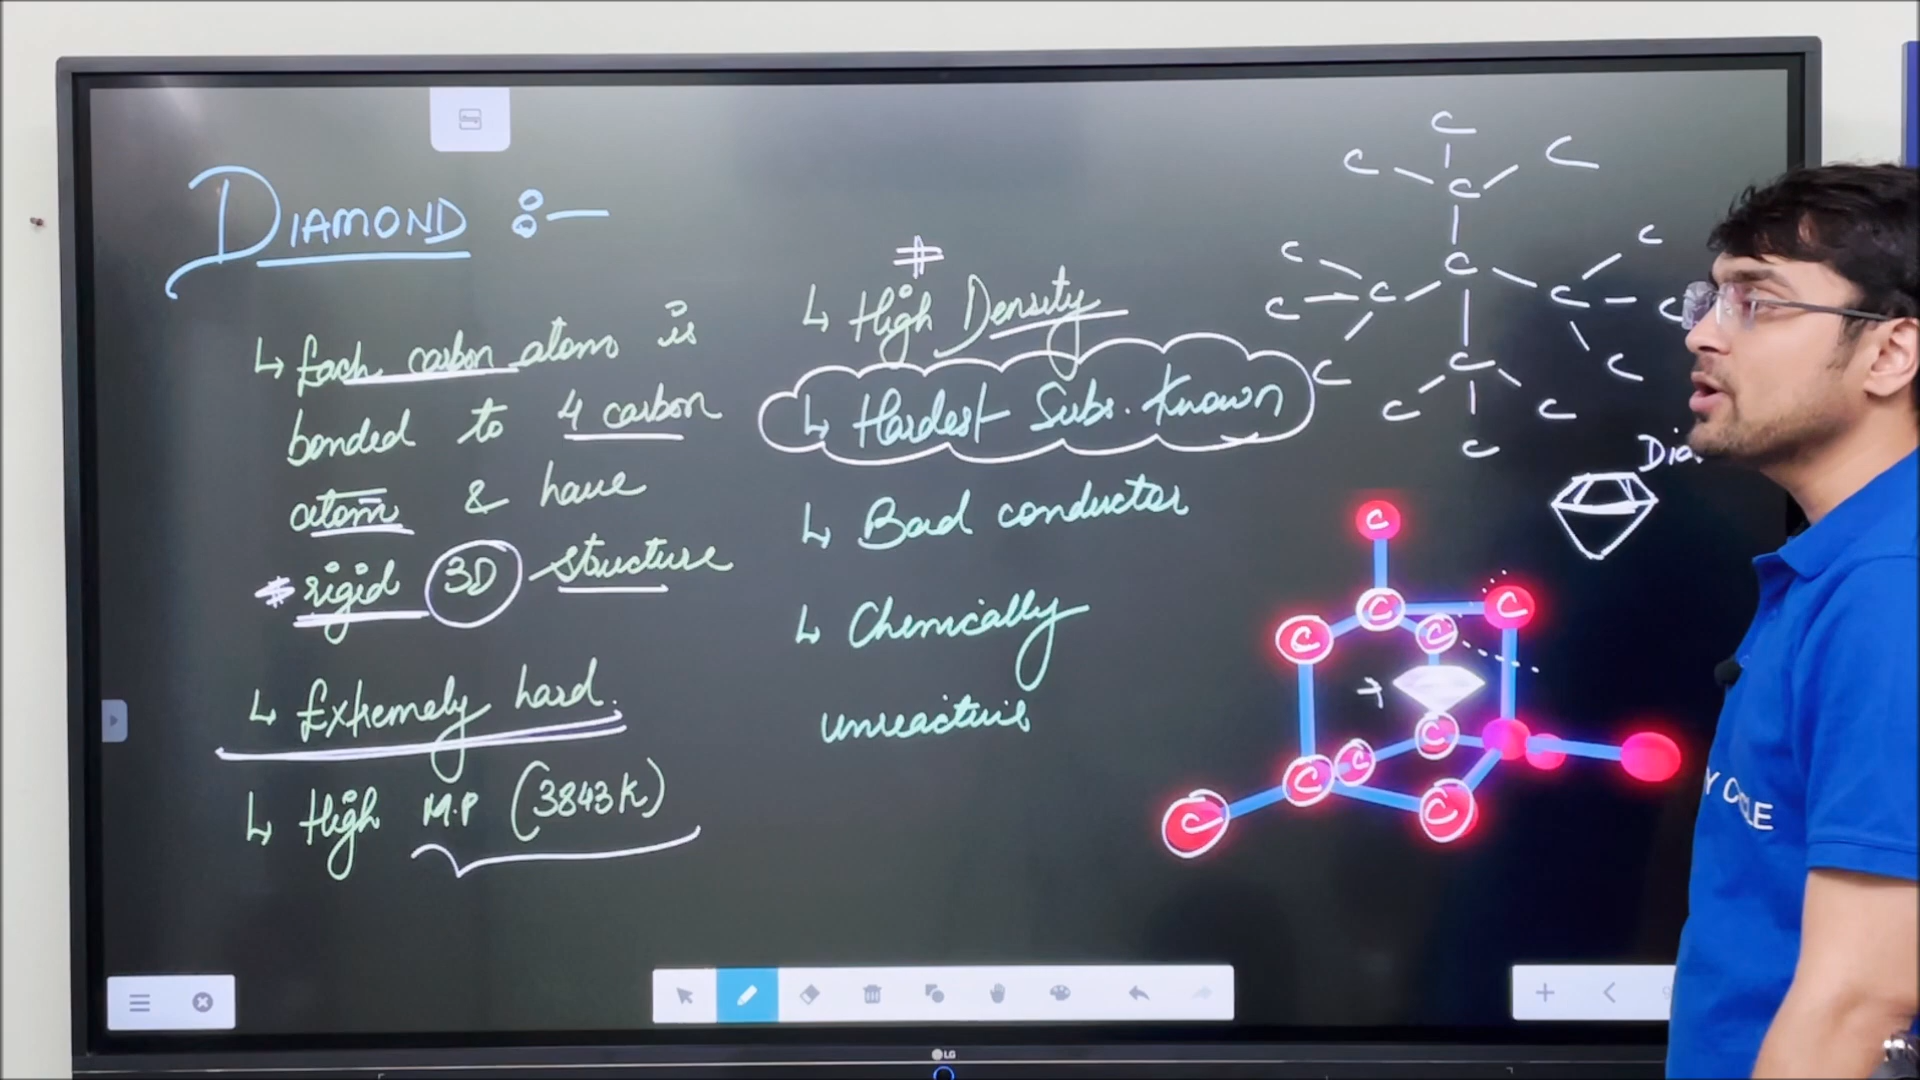 DIAMOND :-
↳ Each carbon atom is
bonded to 4 carbon
atom & have
* rigid 3D structure
↳ Extremely hard.
↳ High M.P (3843K)
#
↳ High Density
↳ Hardest Subs. Known
↳ Bad conductor
↳ Chemically
unreactive
C
C C
C
C C C
C C C C
C C C
C C
C
C
C C
C C
C
C C
C C
LG